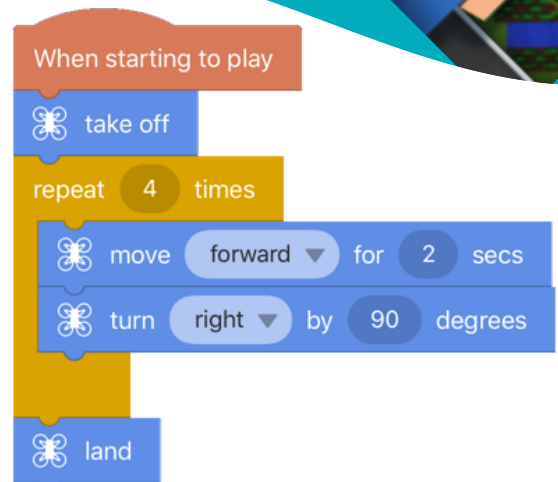 When starting to play
take off
repeat 4 times
move forward for 2 secs
turn right by 90 degrees
land